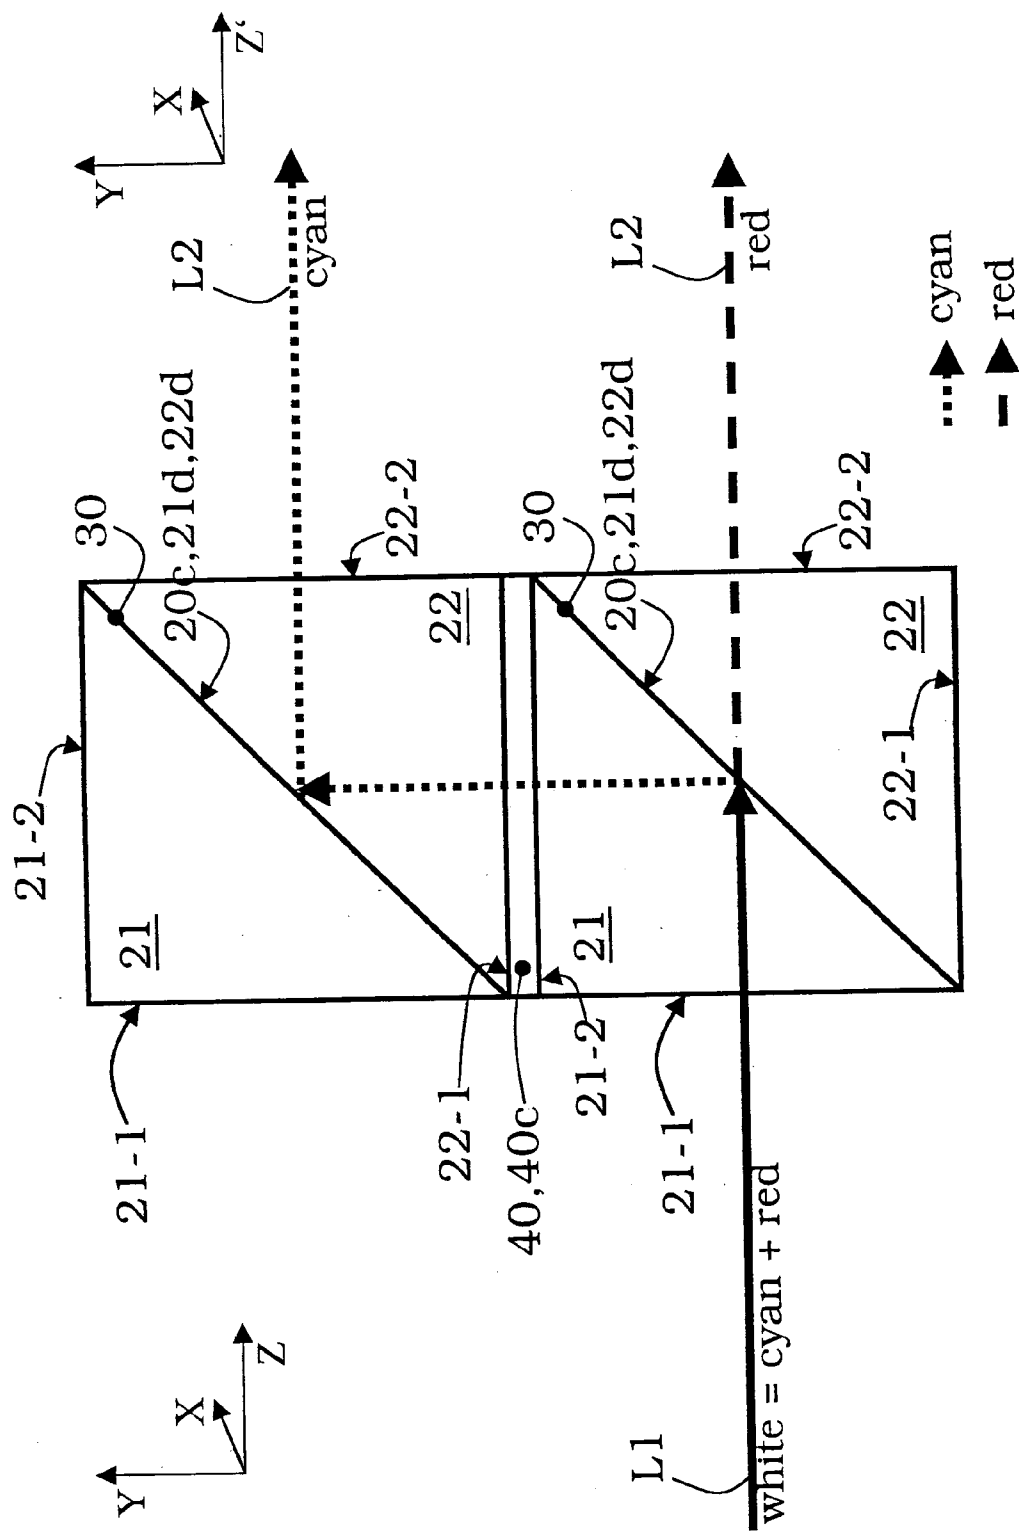 21-2
30
Y
Y
21-1
21
20c,21d,22d
L2
X
X
Z
Z‘
cyan
22-2
22-1
22
40,40c
30
21-2
21
20c,21d,22d
L2
L1
21-1
red
white = cyan + red
22-2
22-1
22
cyan
red